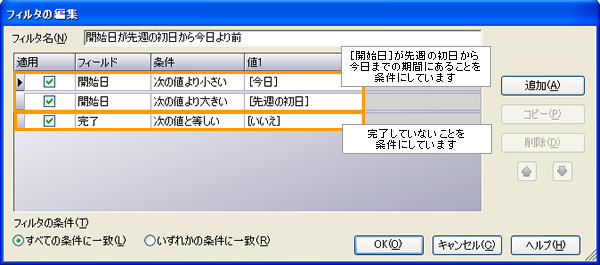 フィルタの編集
フィルタ名(N) 開始日が先週の初日から今日より前
適用 フィールド 条件 値1
開始日 次の値より小さい [今日]
開始日 次の値より大きい [先週の初日]
完了 次の値と等しい [いいえ]
[開始日]が先週の初日から
今日までの期間にあることを
条件にしています
完了していないことを
条件にしています
追加(A)
コピー(P)
削除(D)
フィルタの条件(T)
すべての条件に一致(L) いずれかの条件に一致(R)
OK(O) キャンセル(C) ヘルプ(H)